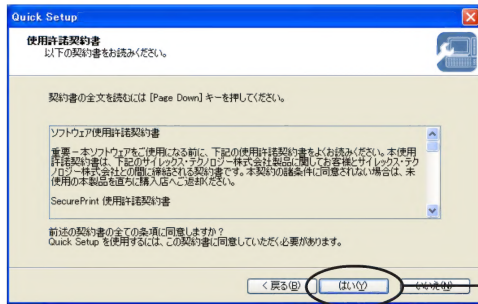 Quick Setup
使用許諾契約書
以下の契約書をお読みください。
契約書の全文を読むには [Page Down] キーを押してください。
ソフトウェア使用許諾契約書
重要－本ソフトウェアをご使用になる前に、下記の使用許諾契約書をよくお読みください。本使用
許諾契約書は、下記のサイレックス・テクノロジー株式会社製品に関してお客様とサイレックス・テク
ノロジー株式会社との間に締結される契約書です。本契約の諸条件に同意されない場合は、未
使用の本製品を直ちに購入店へご返却ください。
SecurePrint 使用許諾契約書
前述の契約書の全ての条項に同意しますか？
Quick Setup を使用するには、この契約書に同意していただく必要があります。
< 戻る(B)
はい(Y)
いいえ(N)